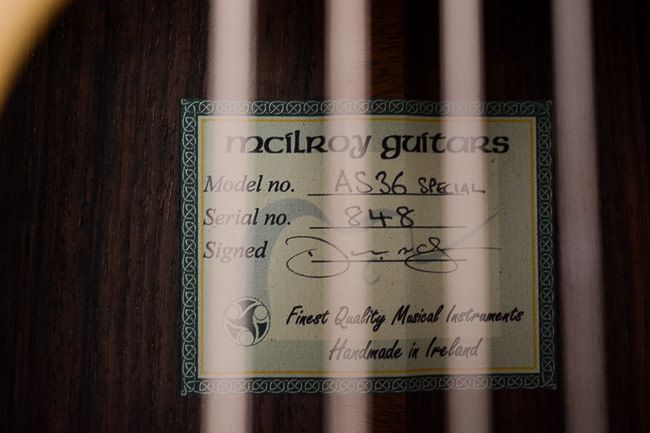 mcilroy guitars
Model no. AS36 SPECIAL
Serial no. 848
Signed
Finest Quality Musical Instruments
Handmade in Ireland